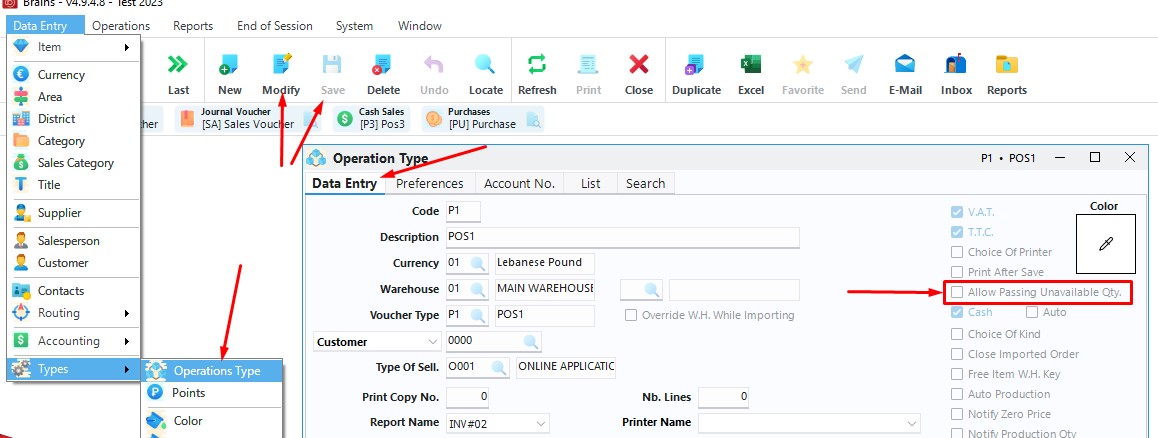 Brains - v4.9.4.8 - Test 2023
Data Entry Operations Reports End of Session System Window
Item
Currency
Area
District
Category
Sales Category
Title
Supplier
Salesperson
Customer
Contacts
Routing
Accounting
Types
Operations Type
Points
Color
Last New Modify Save Delete Undo Locate Refresh Print Close Duplicate Excel Favorite Send E-Mail Inbox Reports
cher
Journal Voucher
[SA] Sales Voucher
Cash Sales
[P3] Pos3
Purchases
[PU] Purchase
Operation Type P1 • POS1
Data Entry Preferences Account No. List Search
Code P1
Description POS1
Currency 01 Lebanese Pound
Warehouse 01 MAIN WAREHOUSE
Voucher Type P1 POS1 Override W.H. While Importing
Customer 0000
Type Of Sell. O001 ONLINE APPLICATIC
Print Copy No. 0 Nb. Lines 0
Report Name INV#02 Printer Name
V.A.T.
T.T.C.
Choice Of Printer
Print After Save
Allow Passing Unavailable Qty.
Cash Auto
Choice Of Kind
Close Imported Order
Free Item W.H. Key
Auto Production
Notify Zero Price
Notify Production Qty
Color